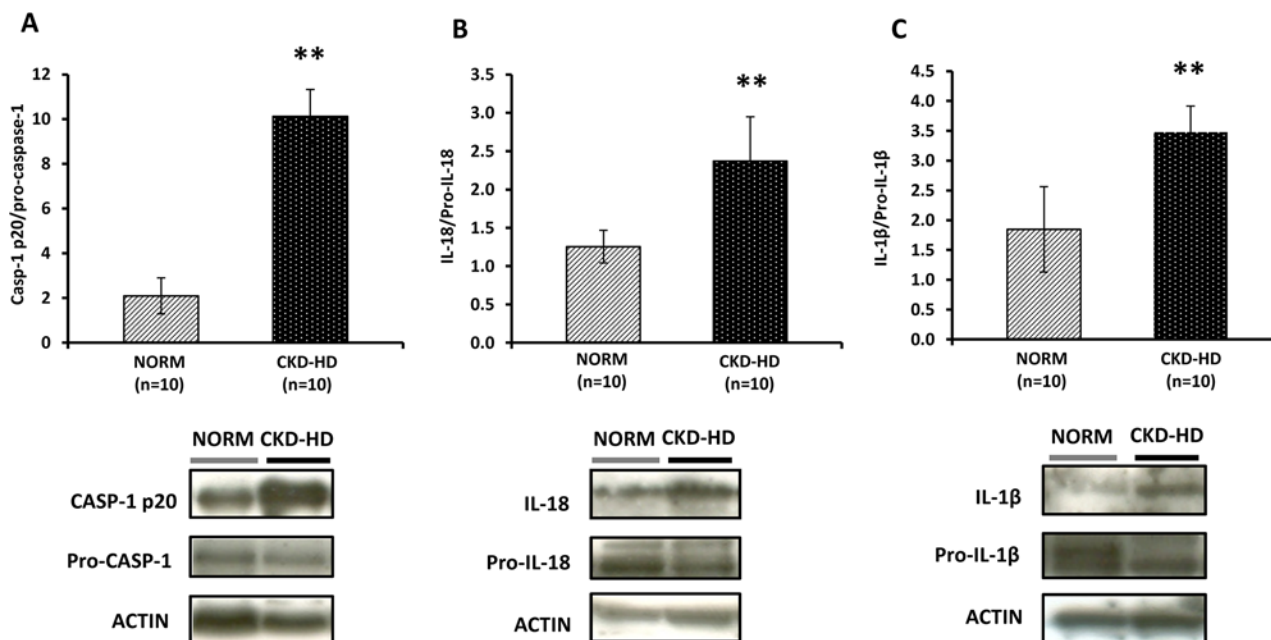 A
**
Casp-1 p20/pro-caspase-1
12
10
8
6
4
2
0
NORM
(n=10)
CKD-HD
(n=10)
NORM CKD-HD
CASP-1 p20
Pro-CASP-1
ACTIN
B
**
IL-18/Pro-IL-18
3.5
3.0
2.5
2.0
1.5
1.0
0.5
0.0
NORM
(n=10)
CKD-HD
(n=10)
NORM CKD-HD
IL-18
Pro-IL-18
ACTIN
C
**
IL-1β/Pro-IL-1β
4.5
4.0
3.5
3.0
2.5
2.0
1.5
1.0
0.5
0.0
NORM
(n=10)
CKD-HD
(n=10)
NORM CKD-HD
IL-1β
Pro-IL-1β
ACTIN